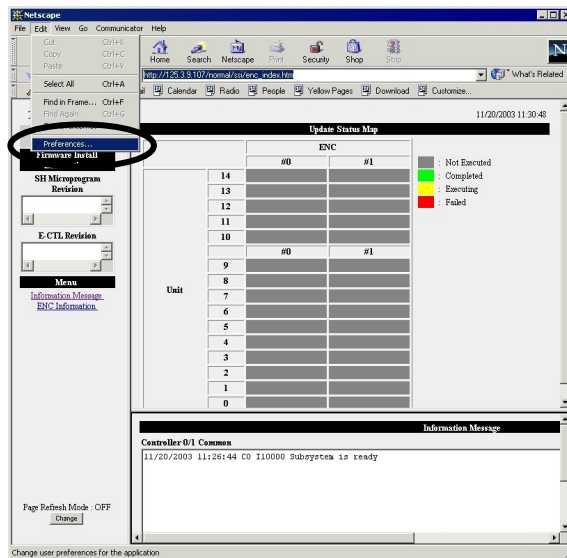 Netscape
File Edit View Go Communicator Help
Cut Ctrl+X
Copy Ctrl+C
Paste Ctrl+V
Select All Ctrl+A
Find in Frame... Ctrl+F
Find Again Ctrl+G
Preferences...
Home Search Netscape Print Security Shop Stop
http://125.3.9.107/normal/ssi/enc_index.htm
What's Related
Calendar Radio People Yellow Pages Download Customize...
11/20/2003 11:30:48
Firmware Install
SH Microprogram
Revision
E-CTL Revision
Menu
Information Message
ENC Information
Page Refresh Mode : OFF
Change
Update Status Map
ENC
#0 #1
14
13
12
11
10
#0 #1
Unit
9
8
7
6
5
4
3
2
1
0
: Not Executed
: Completed
: Executing
: Failed
Information Message
Controller 0/1 Common
11/20/2003 11:26:44 C0 I10000 Subsystem is ready
Change user preferences for the application